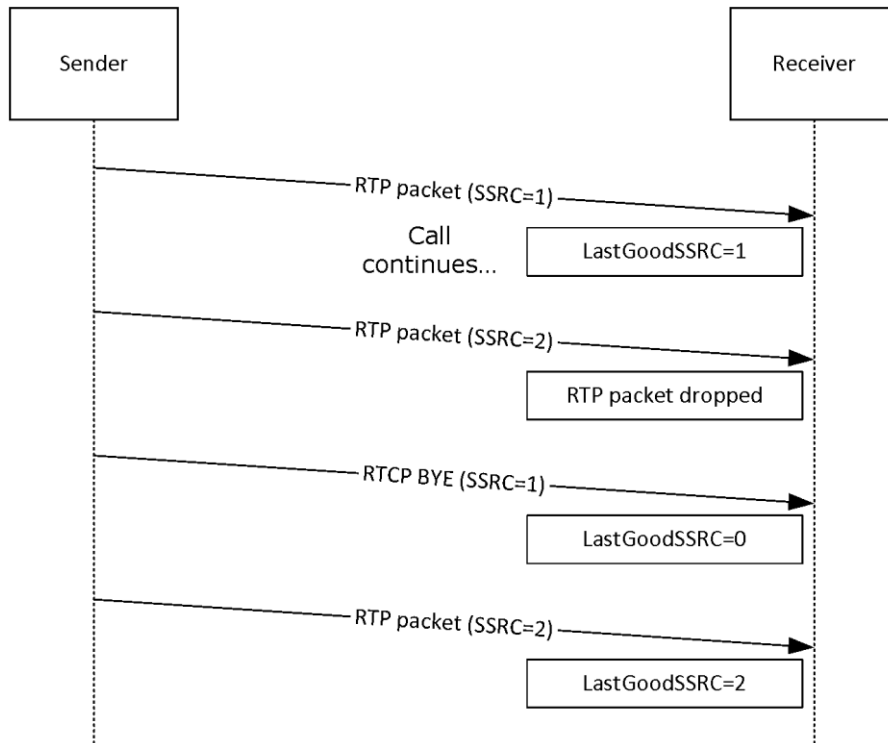 Sender
Receiver
RTP packet (SSRC=1)
Call
continues...
LastGoodSSRC=1
RTP packet (SSRC=2)
RTP packet dropped
RTCP BYE (SSRC=1)
LastGoodSSRC=0
RTP packet (SSRC=2)
LastGoodSSRC=2